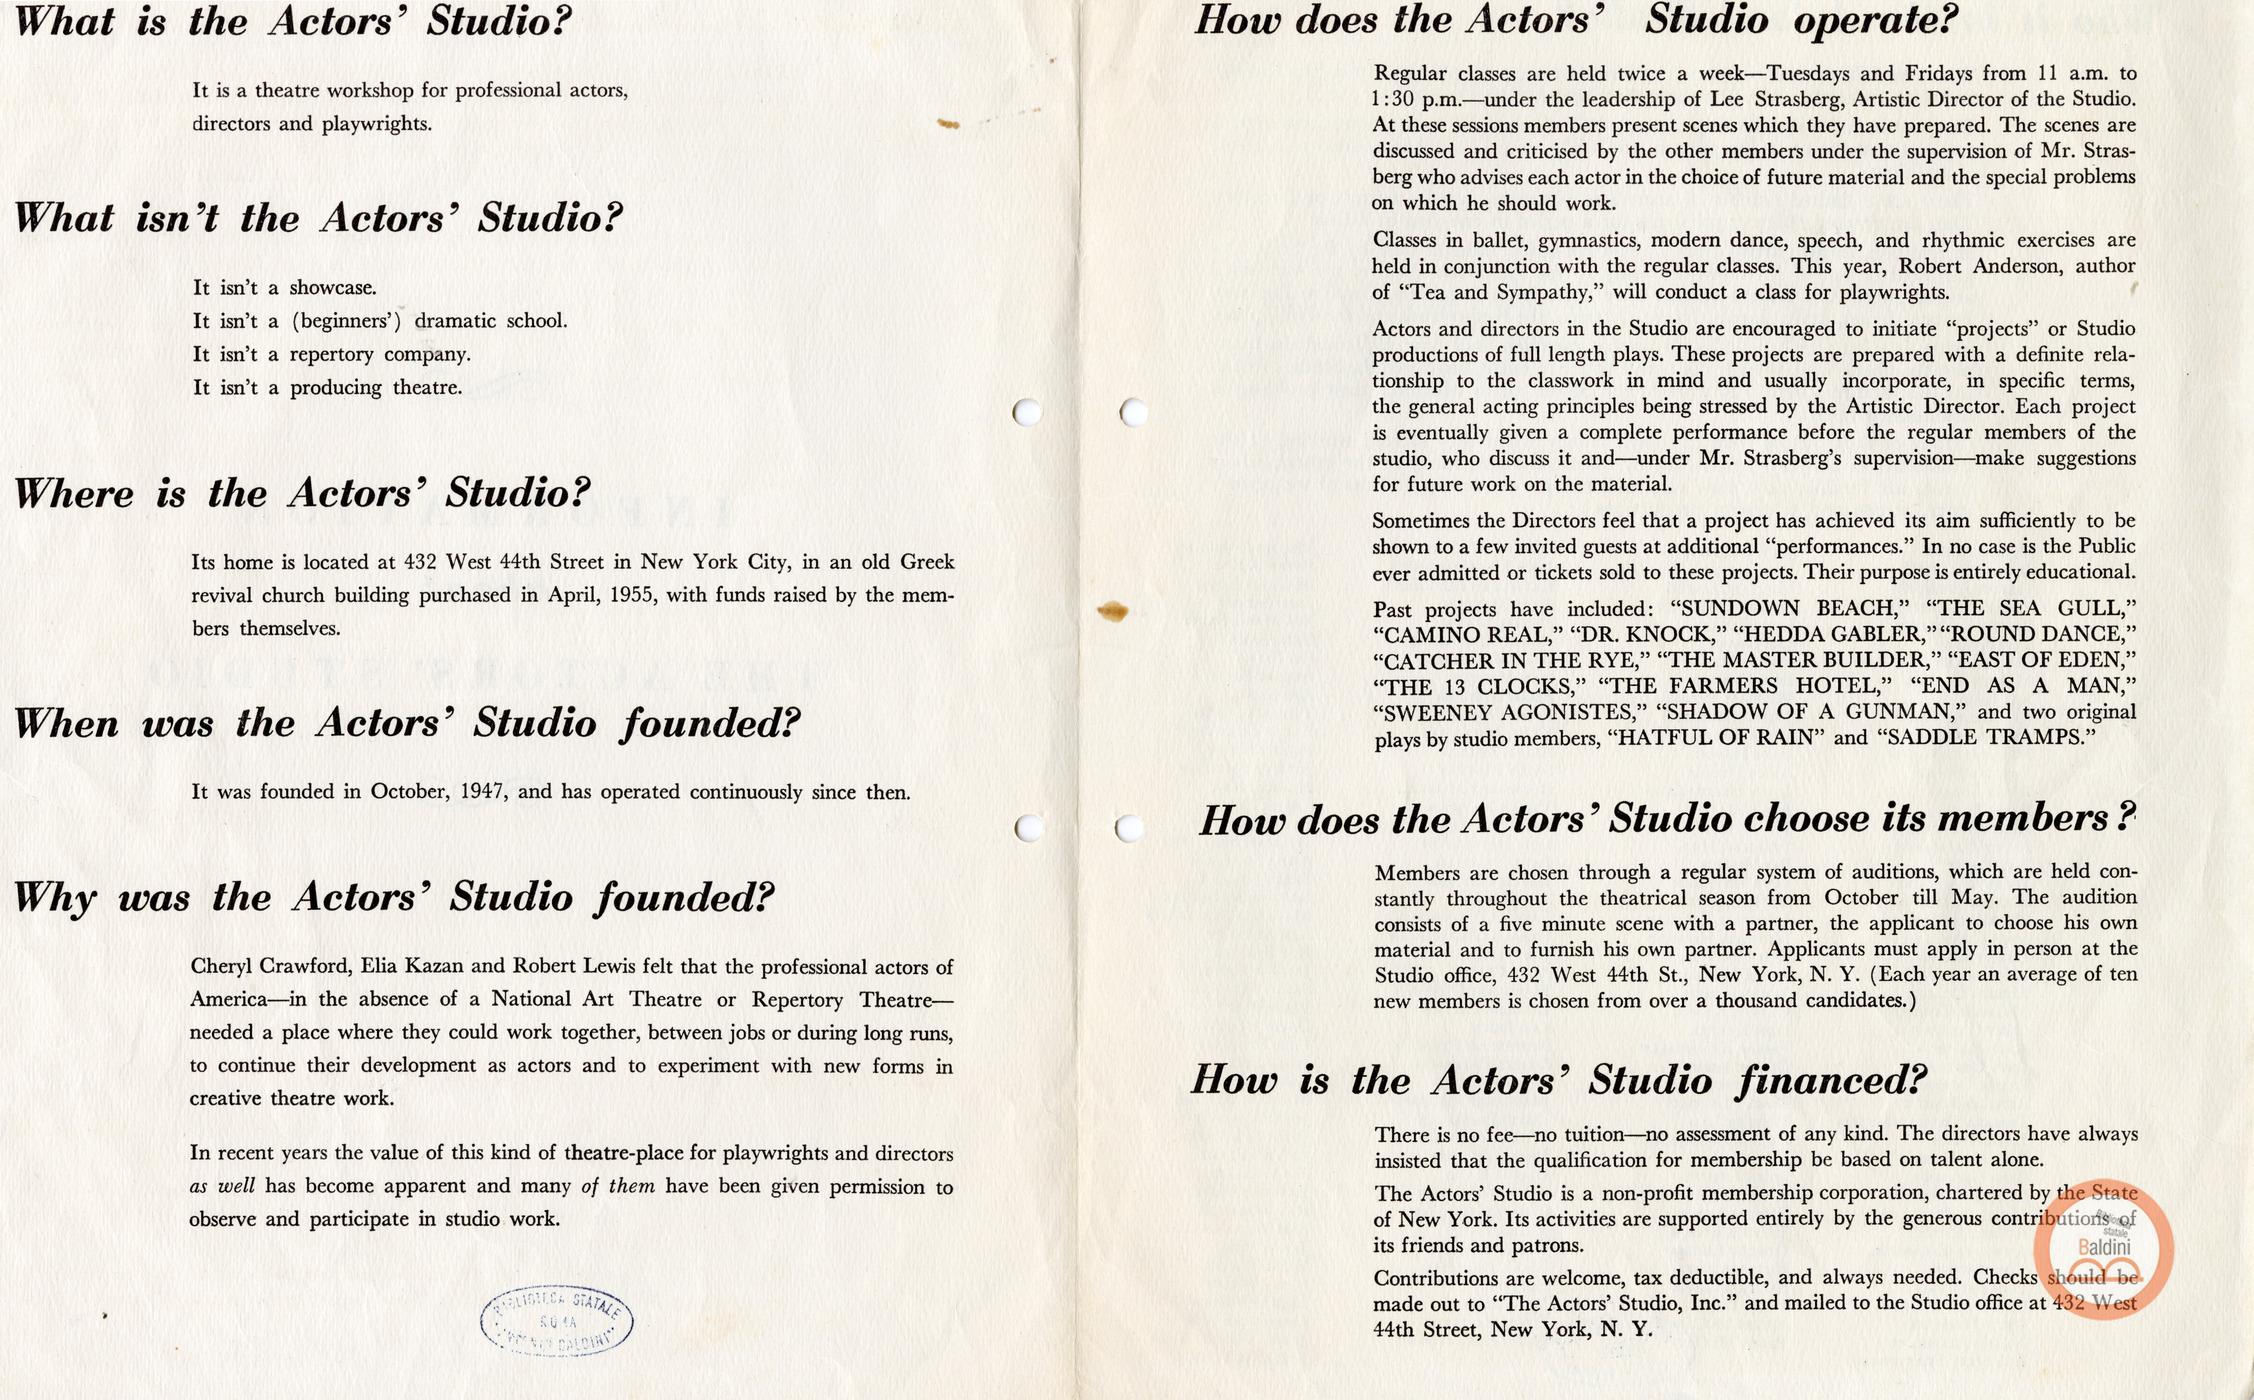 What is the Actors’ Studio?
It is a theatre workshop for professional actors,
directors and playwrights.
What isn’t the Actors’ Studio?
It isn’t a showcase.
It isn’t a (beginners’) dramatic school.
It isn’t a repertory company.
It isn’t a producing theatre.
Where is the Actors’ Studio?
Its home is located at 432 West 44th Street in New York City, in an old Greek
revival church building purchased in April, 1955, with funds raised by the mem-
bers themselves.
When was the Actors’ Studio founded?
It was founded in October, 1947, and has operated continuously since then.
Why was the Actors’ Studio founded?
Cheryl Crawford, Elia Kazan and Robert Lewis felt that the professional actors of
America—in the absence of a National Art Theatre or Repertory Theatre—
needed a place where they could work together, between jobs or during long runs,
to continue their development as actors and to experiment with new forms in
creative theatre work.
In recent years the value of this kind of theatre-place for playwrights and directors
as well has become apparent and many of them have been given permission to
observe and participate in studio work.
BIBLIOTECA STATALE
ROMA
BALDINI
How does the Actors’ Studio operate?
Regular classes are held twice a week—Tuesdays and Fridays from 11 a.m. to
1:30 p.m.—under the leadership of Lee Strasberg, Artistic Director of the Studio.
At these sessions members present scenes which they have prepared. The scenes are
discussed and criticised by the other members under the supervision of Mr. Stras-
berg who advises each actor in the choice of future material and the special problems
on which he should work.
Classes in ballet, gymnastics, modern dance, speech, and rhythmic exercises are
held in conjunction with the regular classes. This year, Robert Anderson, author
of “Tea and Sympathy,” will conduct a class for playwrights.
Actors and directors in the Studio are encouraged to initiate “projects” or Studio
productions of full length plays. These projects are prepared with a definite rela-
tionship to the classwork in mind and usually incorporate, in specific terms,
the general acting principles being stressed by the Artistic Director. Each project
is eventually given a complete performance before the regular members of the
studio, who discuss it and—under Mr. Strasberg’s supervision—make suggestions
for future work on the material.
Sometimes the Directors feel that a project has achieved its aim sufficiently to be
shown to a few invited guests at additional “performances.” In no case is the Public
ever admitted or tickets sold to these projects. Their purpose is entirely educational.
Past projects have included: “SUNDOWN BEACH,” “THE SEA GULL,”
“CAMINO REAL,” “DR. KNOCK,” “HEDDA GABLER,” “ROUND DANCE,”
“CATCHER IN THE RYE,” “THE MASTER BUILDER,” “EAST OF EDEN,”
“THE 13 CLOCKS,” “THE FARMERS HOTEL,” “END AS A MAN,”
“SWEENEY AGONISTES,” “SHADOW OF A GUNMAN,” and two original
plays by studio members, “HATFUL OF RAIN” and “SADDLE TRAMPS.”
How does the Actors’ Studio choose its members?
Members are chosen through a regular system of auditions, which are held con-
stantly throughout the theatrical season from October till May. The audition
consists of a five minute scene with a partner, the applicant to choose his own
material and to furnish his own partner. Applicants must apply in person at the
Studio office, 432 West 44th St., New York, N. Y. (Each year an average of ten
new members is chosen from over a thousand candidates.)
How is the Actors’ Studio financed?
There is no fee—no tuition—no assessment of any kind. The directors have always
insisted that the qualification for membership be based on talent alone.
The Actors’ Studio is a non-profit membership corporation, chartered by the State
of New York. Its activities are supported entirely by the generous contributions of
its friends and patrons.
Contributions are welcome, tax deductible, and always needed. Checks should be
made out to “The Actors’ Studio, Inc.” and mailed to the Studio office at 432 West
44th Street, New York, N. Y.
Biblioteca
statale
Baldini